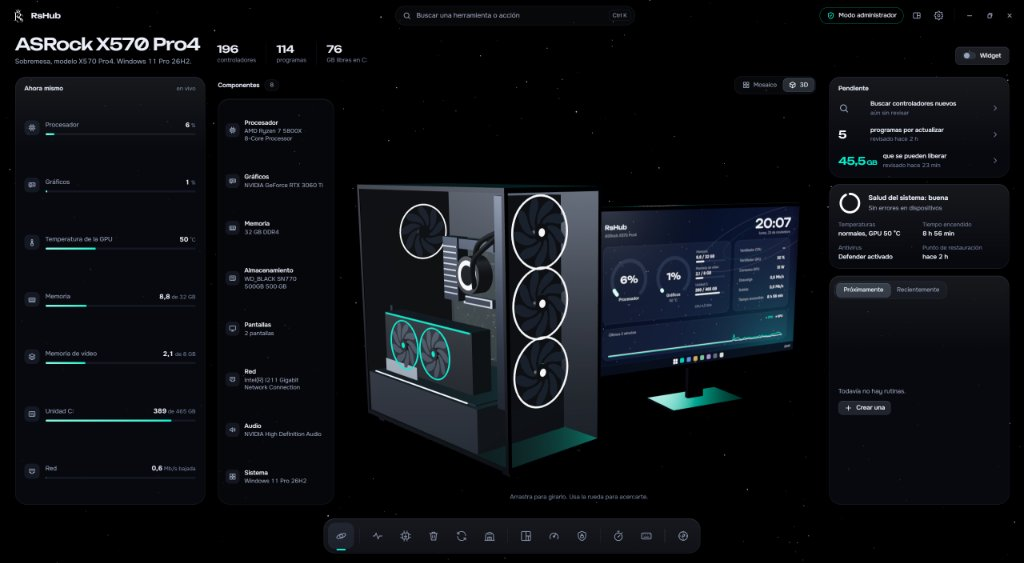 RsHub
Buscar una herramienta o acción
Ctrl K
Modo administrador
ASRock X570 Pro4
Sobremesa, modelo X570 Pro4. Windows 11 Pro 26H2.
196
controladores
114
programas
76
GB libres en C:
Widget
Ahora mismo
en vivo
Procesador
6 %
Gráficos
1 %
Temperatura de la GPU
50 °C
Memoria
8,8 de 32 GB
Memoria de vídeo
2,1 de 8 GB
Unidad C:
389 de 465 GB
Red
0,6 Mb/s bajada
Componentes 8
Procesador
AMD Ryzen 7 5800X
8-Core Processor
Gráficos
NVIDIA GeForce RTX 3060 Ti
Memoria
32 GB DDR4
Almacenamiento
WD_BLACK SN770
500GB 500 GB
Pantallas
2 pantallas
Red
Intel(R) I211 Gigabit
Network Connection
Audio
NVIDIA High Definition Audio
Sistema
Windows 11 Pro 26H2
Mosaico
3D
RsHub
ASRock X570 Pro4
20:07
6%
Procesador
1%
Gráficos
Arrastra para girarlo. Usa la rueda para acercarte.
Pendiente
Buscar controladores nuevos
aún sin revisar
5
programas por actualizar
revisado hace 2 h
45,5 GB
que se pueden liberar
revisado hace 23 min
Salud del sistema: buena
Sin errores en dispositivos
Temperaturas
normales, GPU 50 °C
Tiempo encendido
8 h 56 min
Antivirus
Defender activado
Punto de restauración
hace 2 h
Próximamente
Recientemente
Todavía no hay rutinas.
+ Crear una